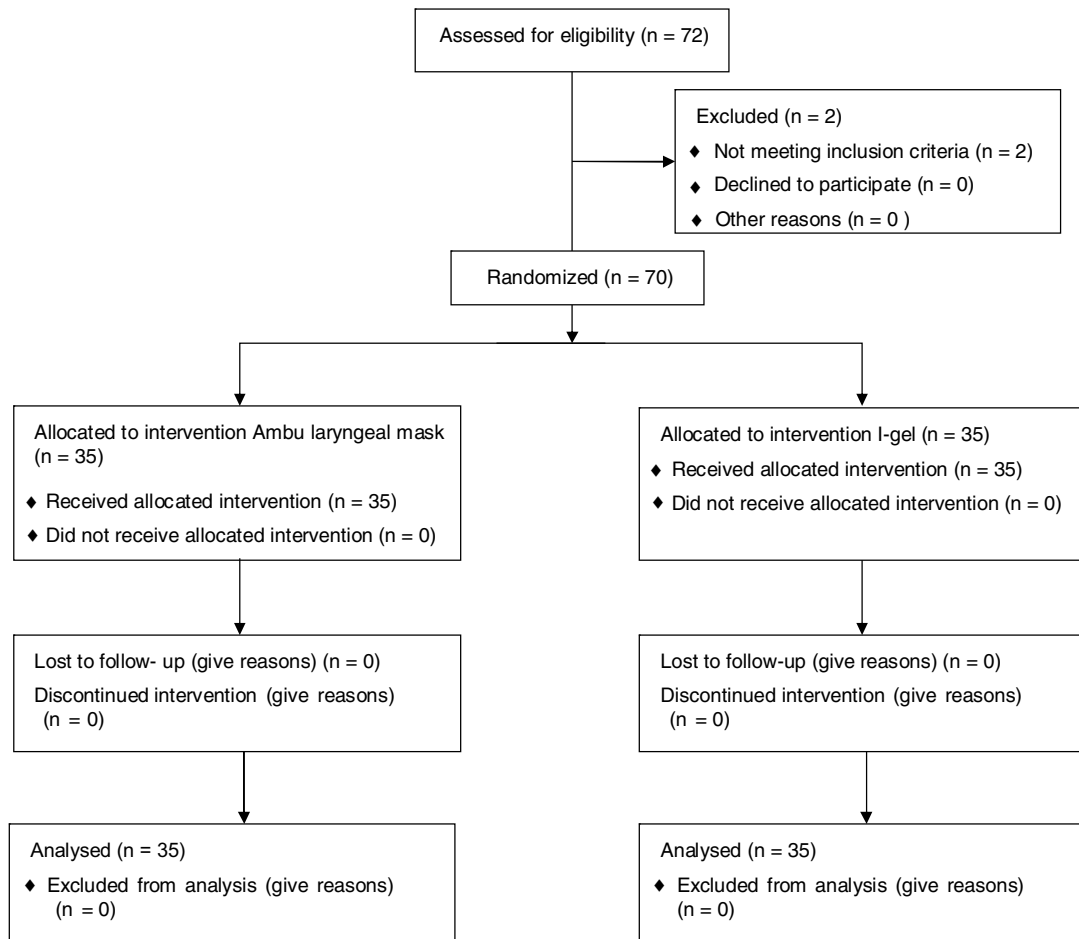 Assessed for eligibility (n = 72)
Excluded (n = 2)
♦ Not meeting inclusion criteria (n = 2)
♦ Declined to participate (n = 0)
♦ Other reasons (n = 0 )
Randomized (n = 70)
Allocated to intervention Ambu laryngeal mask
(n = 35)
♦ Received allocated intervention (n = 35)
♦ Did not receive allocated intervention (n = 0)
Allocated to intervention I-gel (n = 35)
♦ Received allocated intervention (n = 35)
♦ Did not receive allocated intervention (n = 0)
Lost to follow- up (give reasons) (n = 0)
Discontinued intervention (give reasons)
(n = 0)
Lost to follow-up (give reasons) (n = 0)
Discontinued intervention (give reasons)
(n = 0)
Analysed (n = 35)
♦ Excluded from analysis (give reasons)
(n = 0)
Analysed (n = 35)
♦ Excluded from analysis (give reasons)
(n = 0)